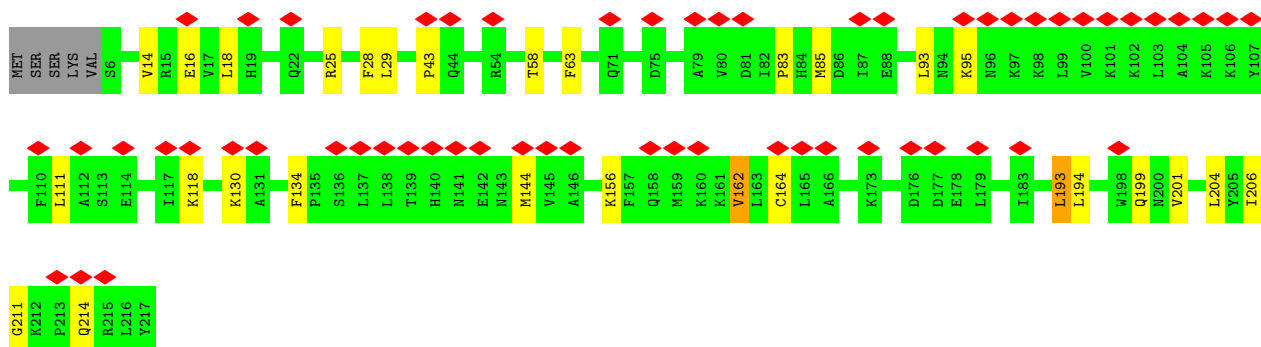 MET SER SER LYS VAL S6 V14 R15 E16 V17 L18 H19 Q22 R25 F28 L29 P43 Q44 R54 T58 F63 Q71 D75 A79 V80 D81 I82 P83 H84 M85 D86 I87 E88 L93 N94 K95 N96 K97 K98 L99 V100 K101 K102 L103 A104 K105 K106 Y107
F110 L111 A112 S113 E114 I117 K118 K130 A131 F134 P135 S136 L137 L138 T139 H140 N141 E142 N143 M144 V145 A146 K156 F157 Q158 M159 K160 K161 V162 L163 C164 L165 A166 K173 D176 D177 E178 L179 I183 L193 L194 W198 Q199 N200 V201 L204 Y205 I206
G211 K212 P213 Q214 R215 L216 Y217